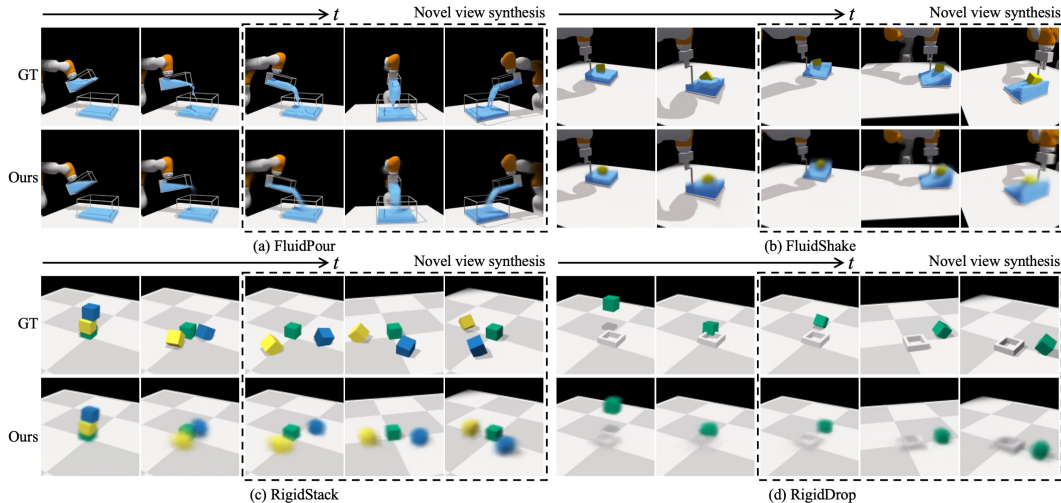 t Novel view synthesis
t Novel view synthesis
GT
Ours
(a) FluidPour
(b) FluidShake
t Novel view synthesis
t Novel view synthesis
GT
Ours
(c) RigidStack
(d) RigidDrop